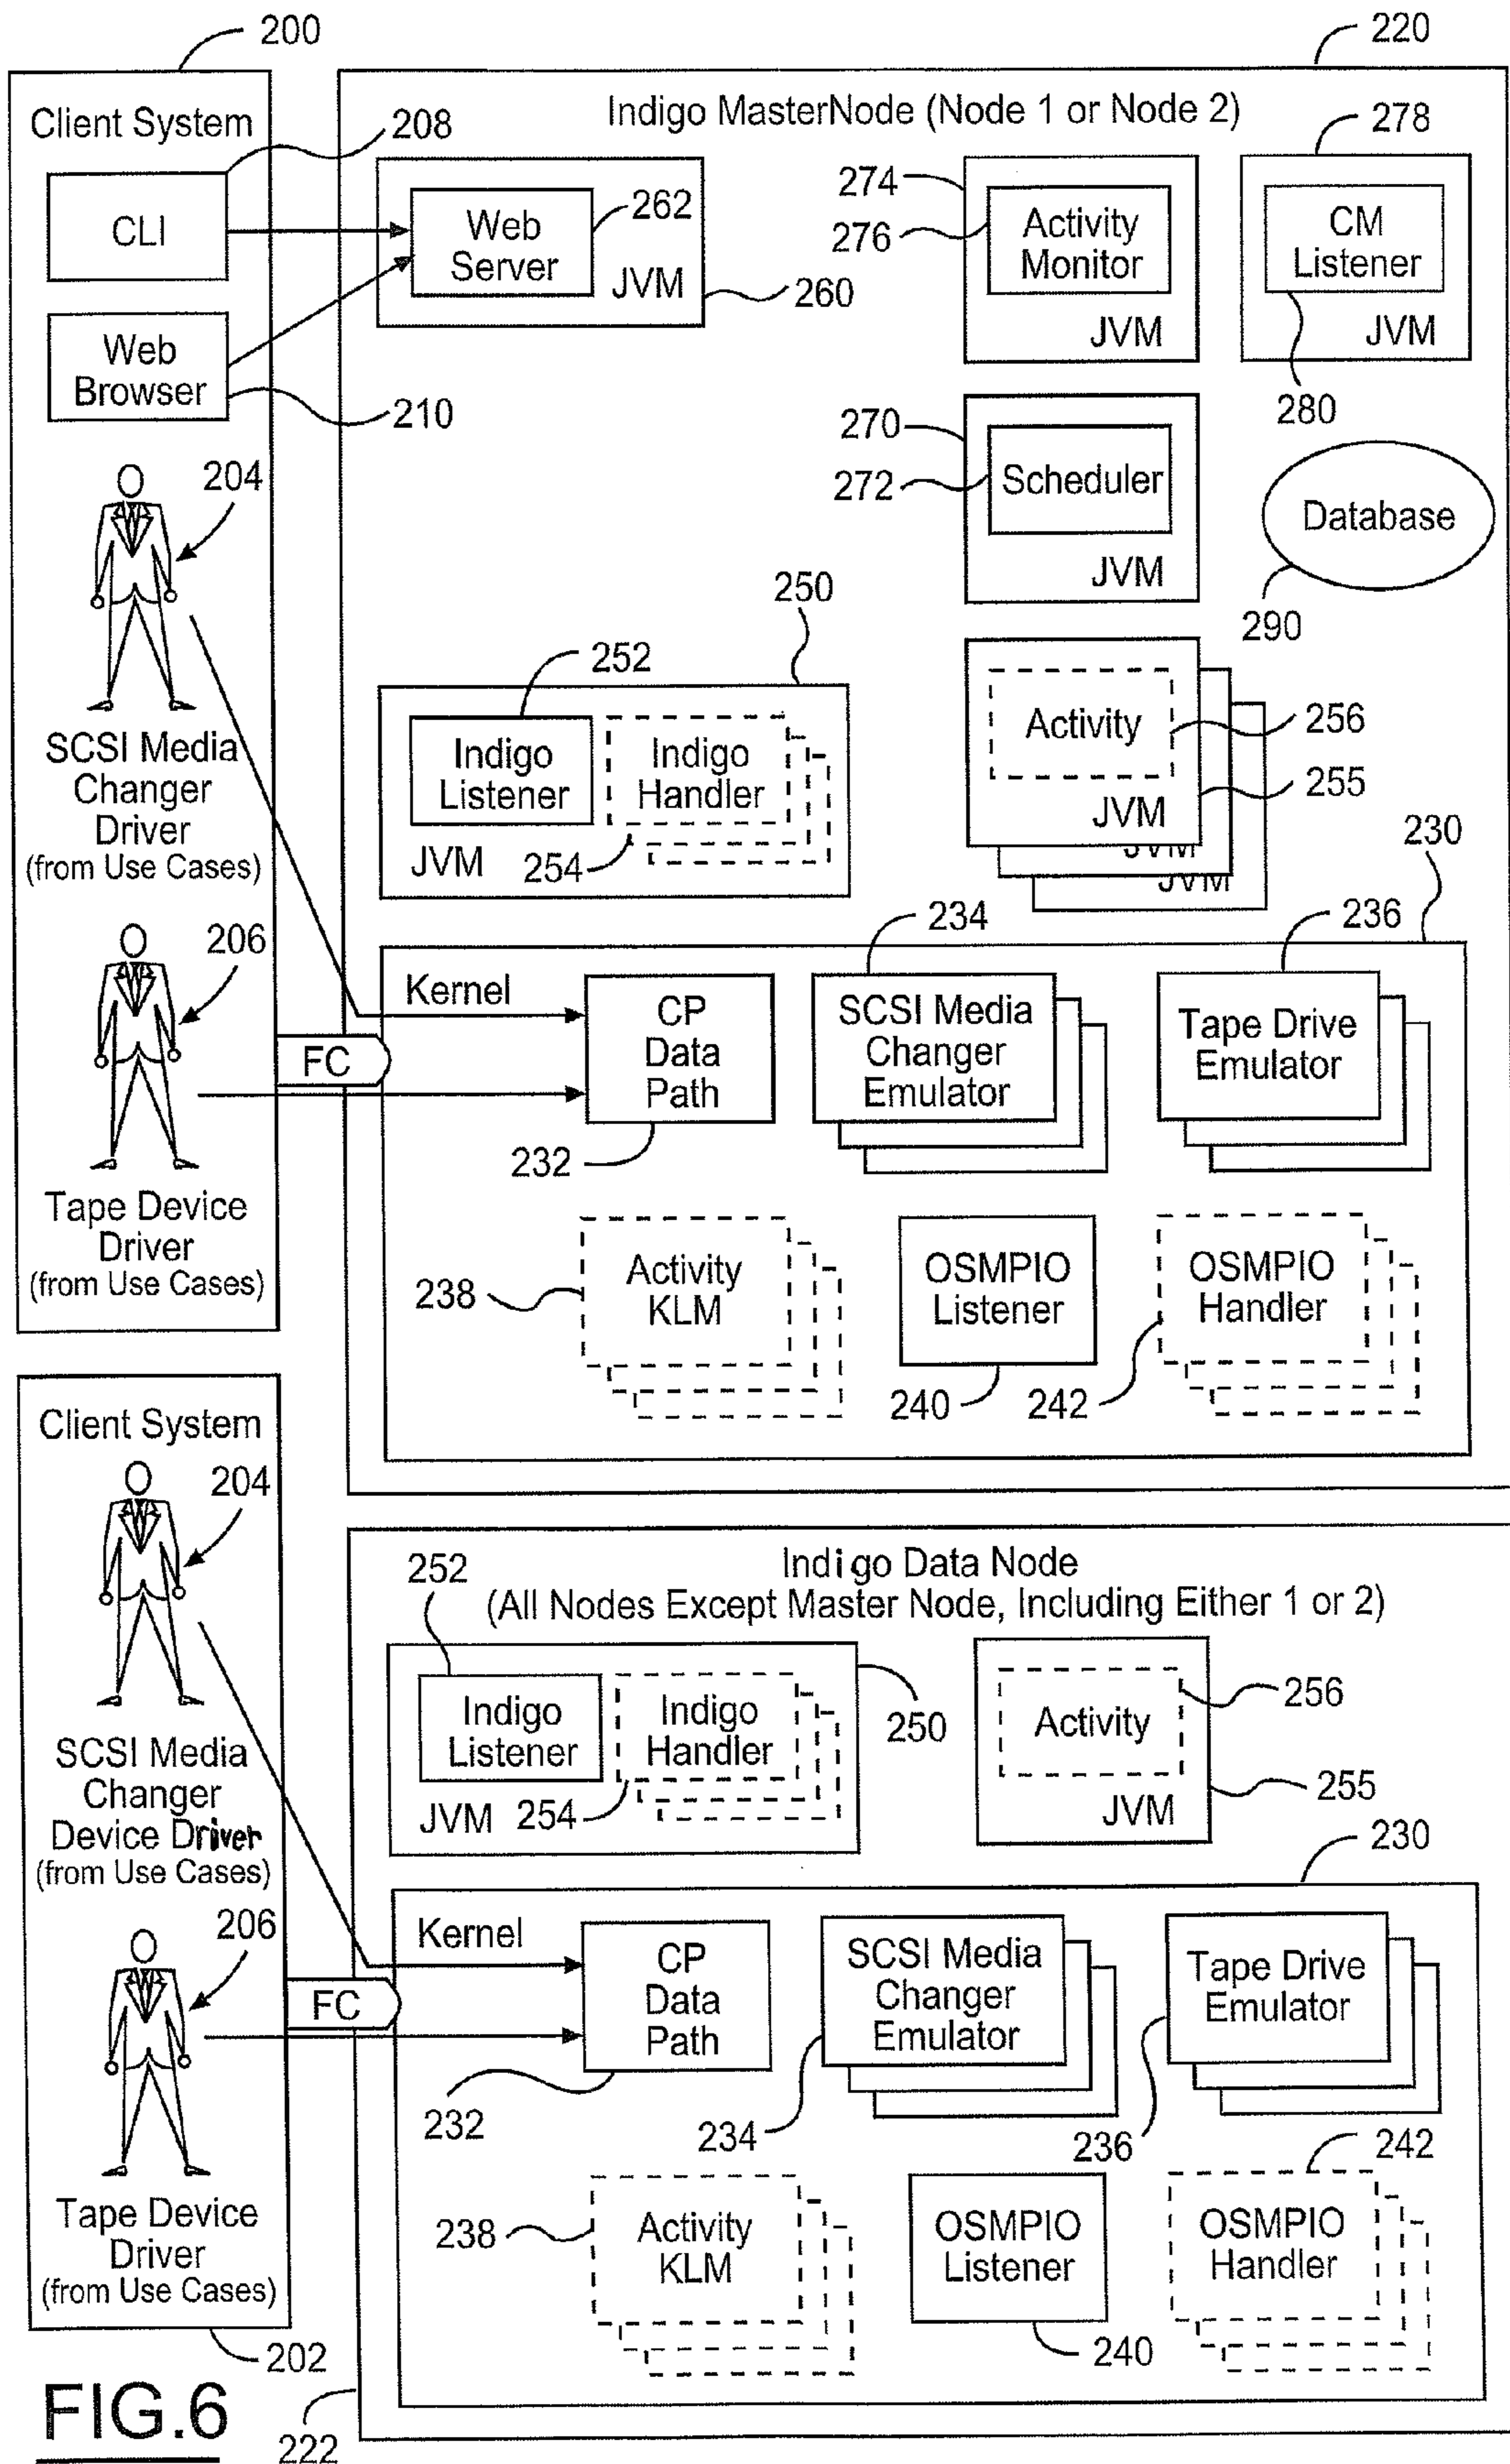 200
220
Client System
208
Indigo MasterNode (Node 1 or Node 2)
278
CLI
Web
Server
262
JVM
260
274
276
Activity
Monitor
JVM
CM
Listener
JVM
280
Web
Browser
210
270
272
Scheduler
JVM
Database
290
204
SCSI Media
Changer
Driver
(from Use Cases)
250
252
Indigo
Listener
Indigo
Handler
JVM
254
Activity
256
JVM
255
JVM
JVM
230
206
Tape Device
Driver
(from Use Cases)
FC
Kernel
CP
Data
Path
232
234
SCSI Media
Changer
Emulator
236
Tape Drive
Emulator
238
Activity
KLM
OSMPIO
Listener
240
OSMPIO
Handler
242
Client System
204
SCSI Media
Changer
Device Driver
(from Use Cases)
206
Tape Device
Driver
(from Use Cases)
202
Indigo Data Node
(All Nodes Except Master Node, Including Either 1 or 2)
252
Indigo
Listener
Indigo
Handler
JVM
254
250
Activity
256
JVM
255
230
FC
Kernel
CP
Data
Path
232
SCSI Media
Changer
Emulator
234
Tape Drive
Emulator
236
238
Activity
KLM
OSMPIO
Listener
240
OSMPIO
Handler
242
FIG.6
222